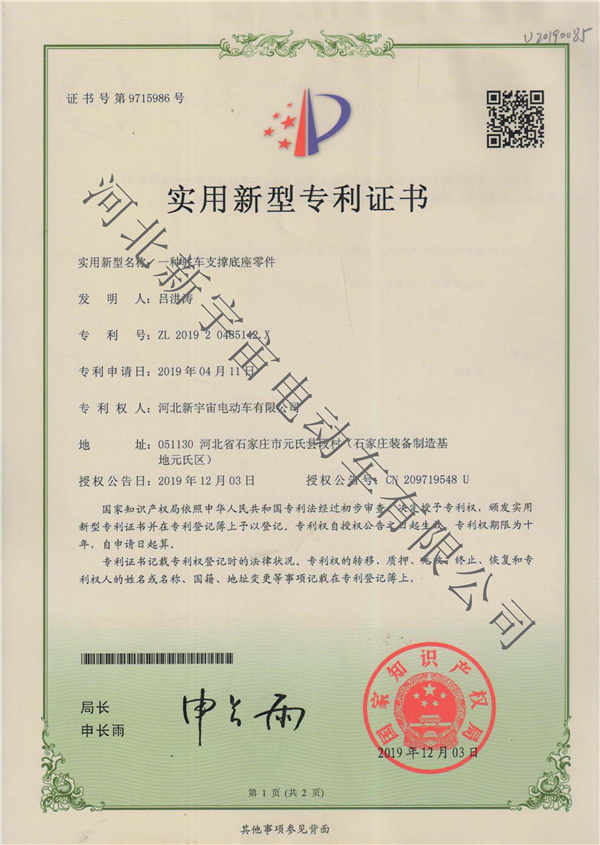 U20190085
证书号第9715986号
实用新型专利证书
实用新型名称：一种轿车支撑底座零件
发明人：吕洪涛
专利号：ZL 2019 2 0485142.X
专利申请日：2019年04月11日
专利权人：河北新宇宙电动车有限公司
地址：051130 河北省石家庄市元氏县段村（石家庄装备制造基
地元氏区）
授权公告日：2019年12月03日 授权公告号：CN 209719548 U
国家知识产权局依照中华人民共和国专利法经过初步审查，决定授予专利权，颁发实用
新型专利证书并在专利登记簿上予以登记。专利权自授权公告之日起生效。专利权期限为十
年，自申请日起算。
专利证书记载专利权登记时的法律状况。专利权的转移、质押、无效、终止、恢复和专
利权人的姓名或名称、国籍、地址变更等事项记载在专利登记簿上。
河北新宇宙电动车有限公司
局长
申长雨
申长雨
国家知识产权局
2019年12月03日
第1页(共2页)
其他事项参见背面